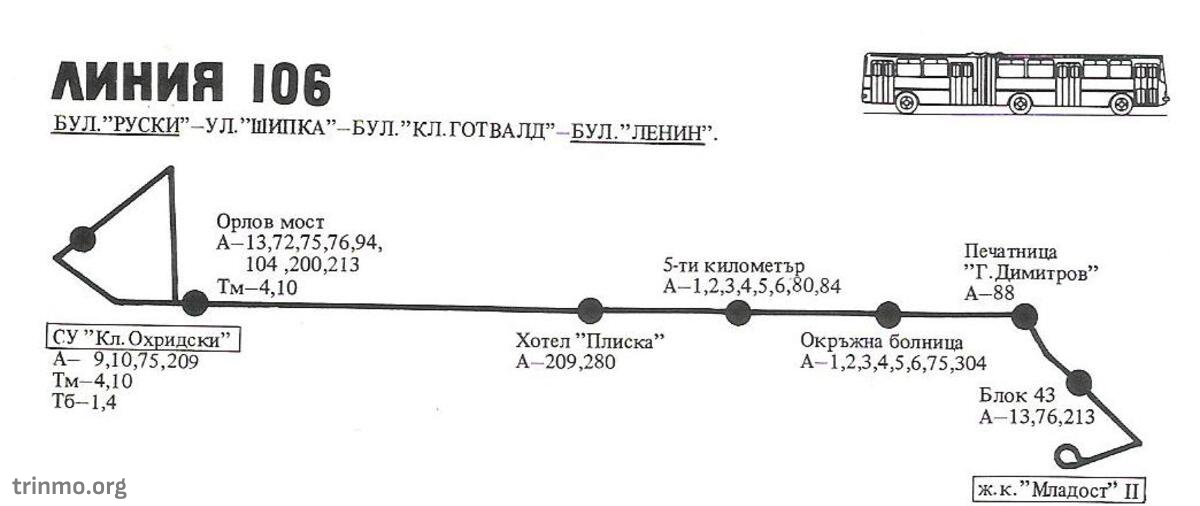 ЛИНИЯ 106
БУЛ."РУСКИ"–УЛ."ШИПКА"–БУЛ."КЛ.ГОТВАЛД"–БУЛ."ЛЕНИН".
Орлов мост
А–13,72,75,76,94,
104 ,200,213
Тм–4,10
СУ "Кл. Охридски"
А– 9,10,75,209
Тм–4,10
Тб–1,4
Хотел "Плиска"
А–209,280
5-ти километър
А–1,2,3,4,5,6,80,84
Окръжна болница
А–1,2,3,4,5,6,75,304
Печатница
"Г.Димитров"
А–88
Блок 43
А–13,76,213
ж.к."Младост" II
trinmo.org